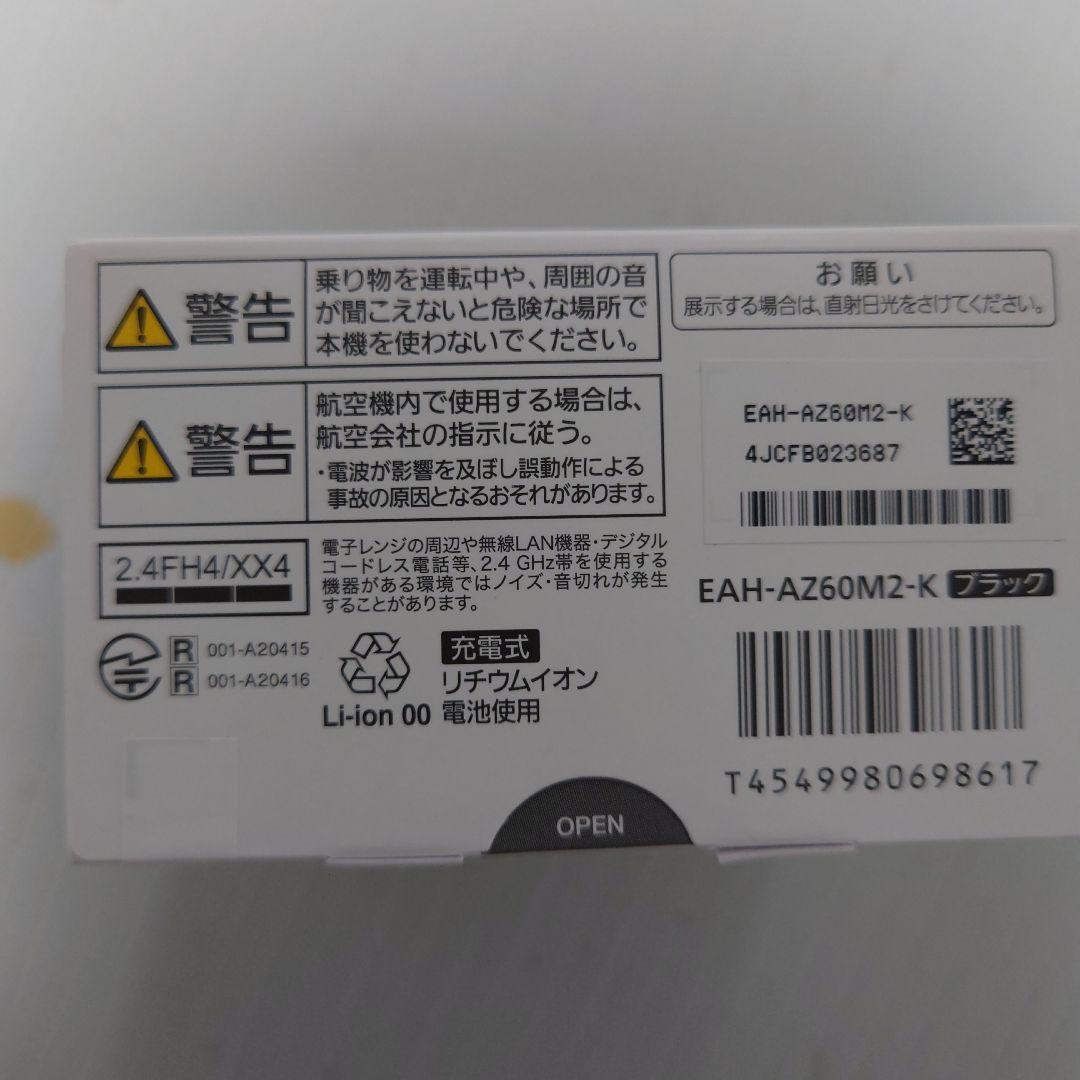 警告
乗り物を運転中や、周囲の音
が聞こえないと危険な場所で
本機を使わないでください。
警告
航空機内で使用する場合は、
航空会社の指示に従う。
・電波が影響を及ぼし誤動作による
事故の原因となるおそれがあります。
2.4FH4/XX4
電子レンジの周辺や無線LAN機器・デジタル
コードレス電話等、2.4 GHz帯を使用する
機器がある環境ではノイズ・音切れが発生
することがあります。
R 001-A20415
R 001-A20416
Li-ion 00
充電式
リチウムイオン
電池使用
お願い
展示する場合は、直射日光をさけてください。
EAH-AZ60M2-K
4JCFB023687
EAH-AZ60M2-K ブラック
T4549980698617
OPEN